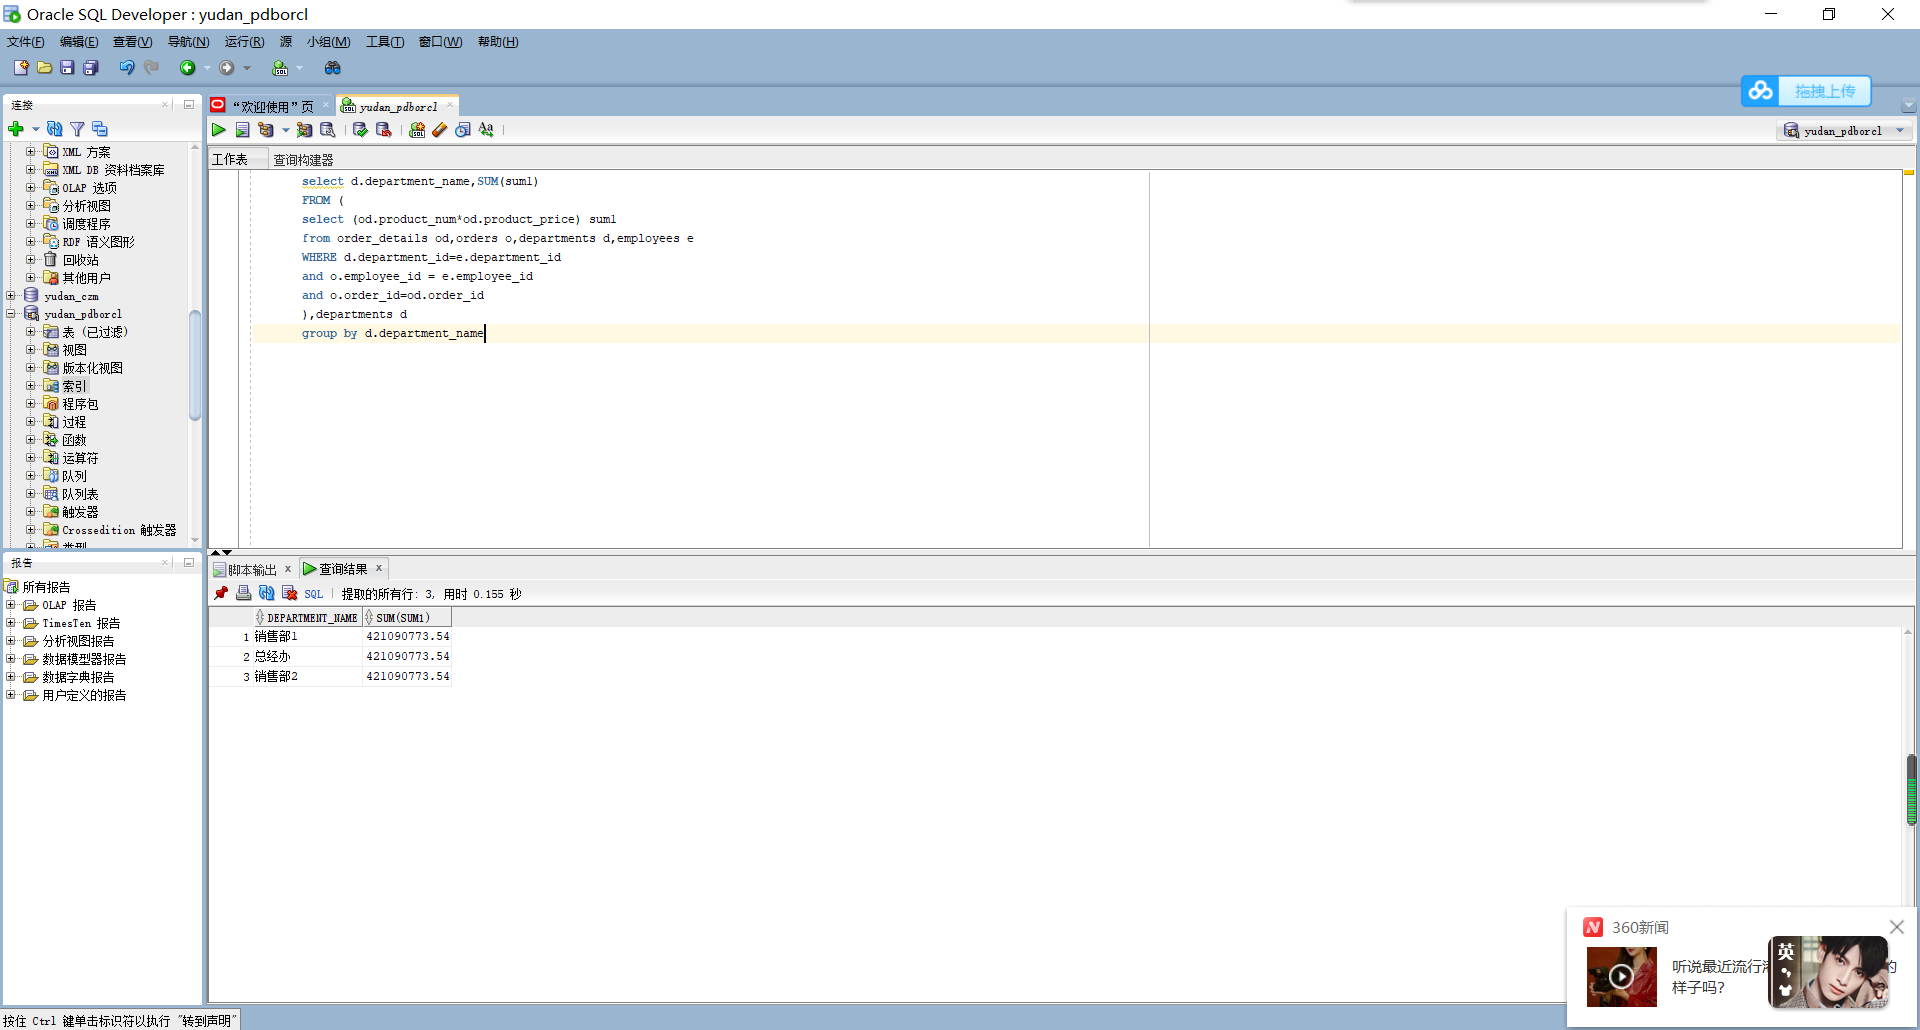 Oracle SQL Developer : yudan_pdborcl
文件(F) 编辑(E) 查看(V) 导航(N) 运行(R) 源 小组(M) 工具(T) 窗口(W) 帮助(H)
拖拽上传
连接
“欢迎使用”页
yudan_pdborcl
yudan_pdborcl
XML 方案
XML DB 资料档案库
OLAP 选项
分析视图
调度程序
RDF 语义图形
回收站
其他用户
yudan_czm
yudan_pdborcl
表 (已过滤)
视图
版本化视图
索引
程序包
过程
函数
运算符
队列
队列表
触发器
Crossedition 触发器
类型
工作表 查询构建器
select d.department_name,SUM(sum1)
FROM (
select (od.product_num*od.product_price) sum1
from order_details od,orders o,departments d,employees e
WHERE d.department_id=e.department_id
and o.employee_id = e.employee_id
and o.order_id=od.order_id
),departments d
group by d.department_name
报告
所有报告
OLAP 报告
TimesTen 报告
分析视图报告
数据模型器报告
数据字典报告
用户定义的报告
脚本输出 查询结果
SQL 提取的所有行: 3, 用时 0.155 秒
DEPARTMENT_NAME SUM(SUM1)
1 销售部1 421090773.54
2 总经办 421090773.54
3 销售部2 421090773.54
360新闻
听说最近流行
的
样子吗?
英
按住 Ctrl 键单击标识符以执行 "转到声明"